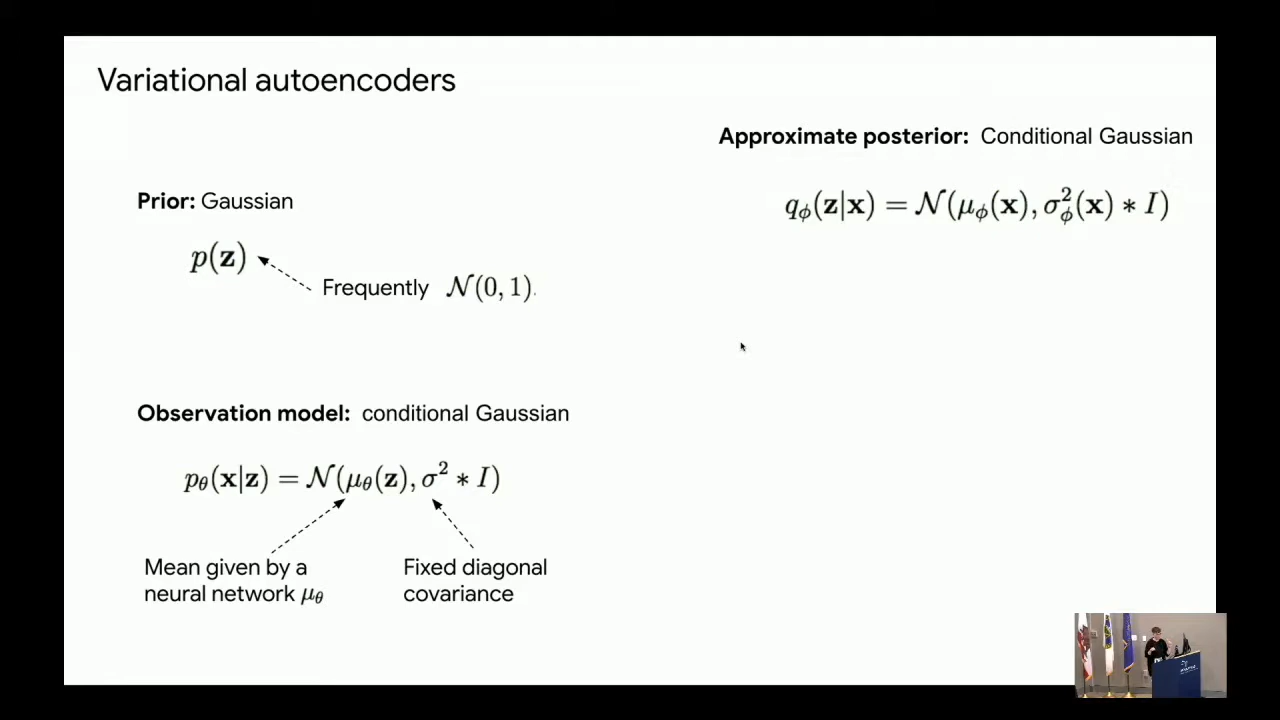 Variational autoencoders
Prior: Gaussian
p(z)
Frequently 𝒩(0, 1).
Observation model: conditional Gaussian
p_θ(x|z) = 𝒩(μ_θ(z), σ² * I)
Mean given by a
neural network μ_θ
Fixed diagonal
covariance
Approximate posterior: Conditional Gaussian
q_ϕ(z|x) = 𝒩(μ_ϕ(x), σ²_ϕ(x) * I)